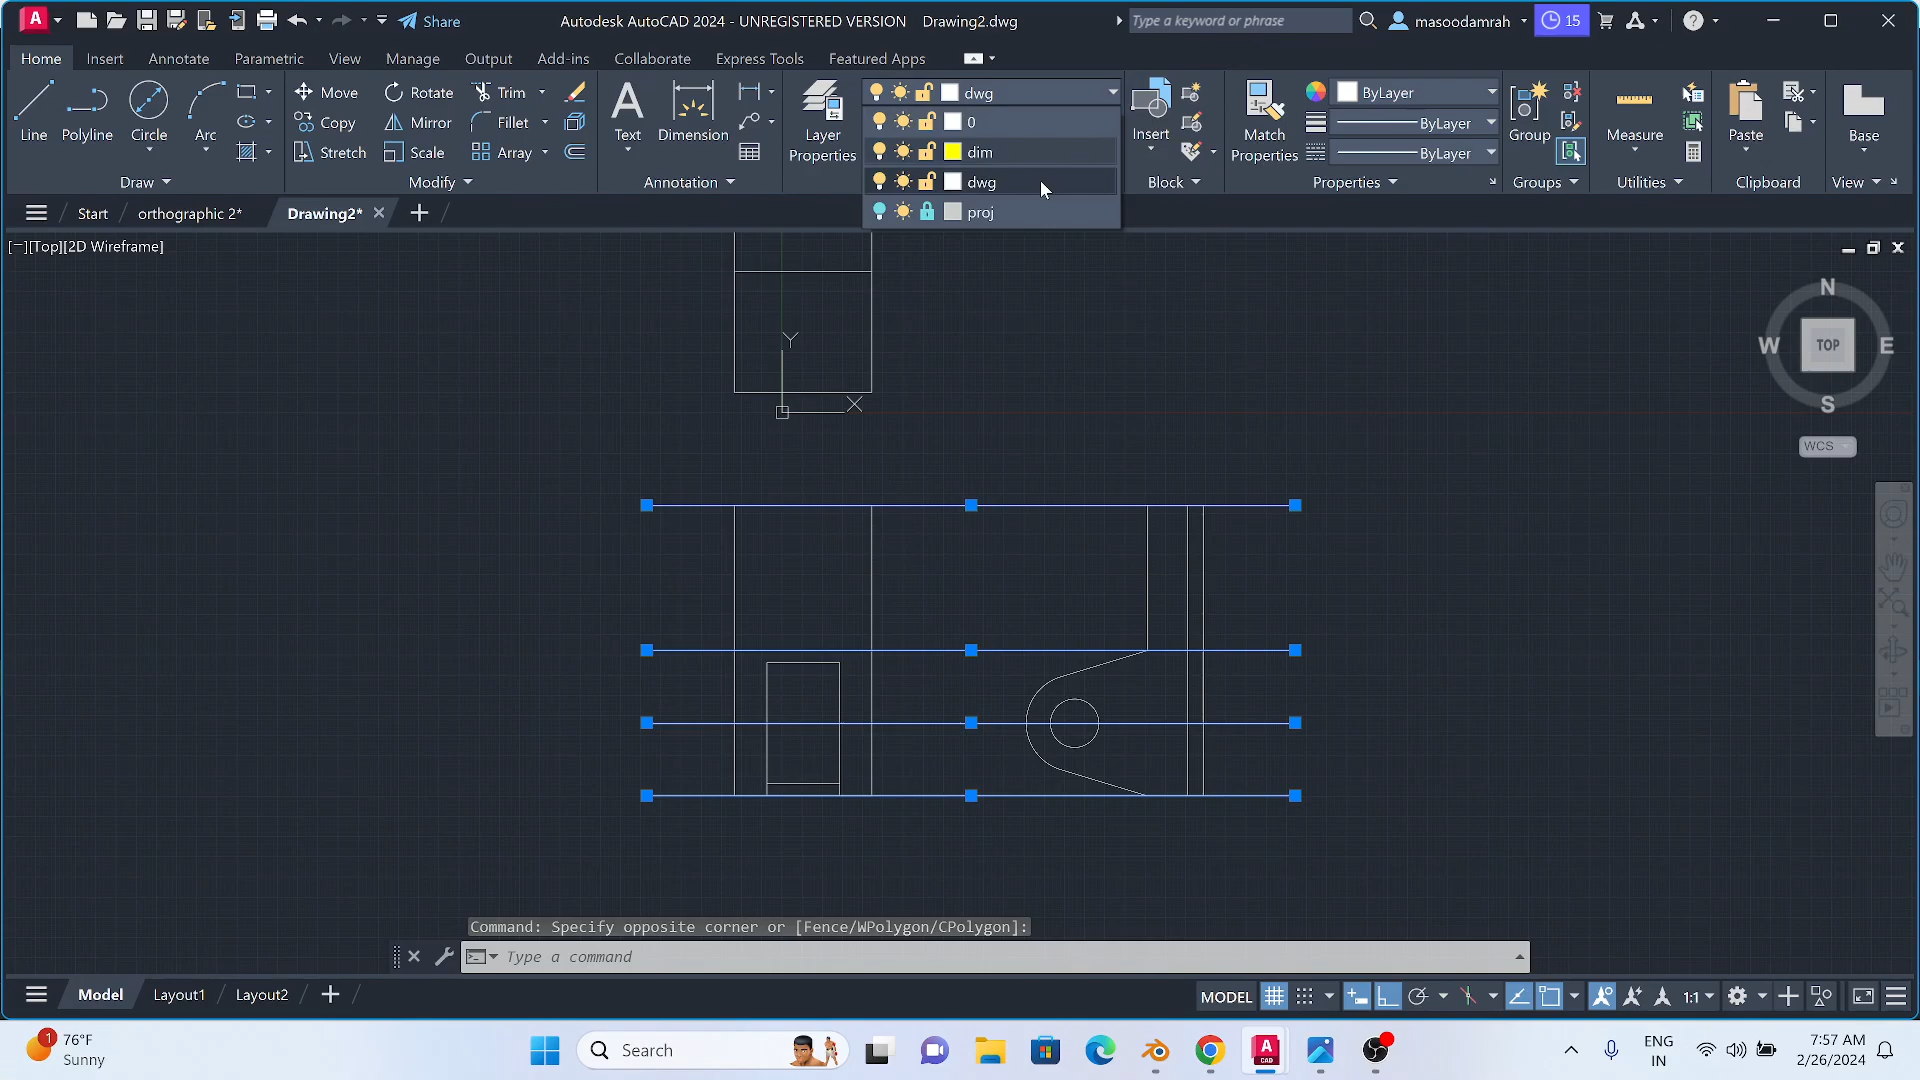 A Share Autodesk AutoCAD 2024 - UNREGISTERED VERSION Drawing2.dwg Type a keyword or phrase masoodamrah 15
Home Insert Annotate Parametric View Manage Output Add-ins Collaborate Express Tools Featured Apps
Line Polyline Circle Arc
Move Rotate Trim
Copy Mirror Fillet
Stretch Scale Array
Text Dimension
Layer Properties
dwg
0
dim
dwg
proj
Insert
Match Properties
ByLayer
ByLayer
ByLayer
Group
Measure
Paste
Base
Draw Modify Annotation Block Properties Groups Utilities Clipboard View
Start orthographic 2* Drawing2*
[−][Top][2D Wireframe]
N
W TOP E
S
WCS
Y
X
Command: Specify opposite corner or [Fence/WPolygon/CPolygon]:
Type a command
Model Layout1 Layout2
MODEL 1:1
1 76°F
Sunny
Search
A CAD
ENG
IN
7:57 AM
2/26/2024